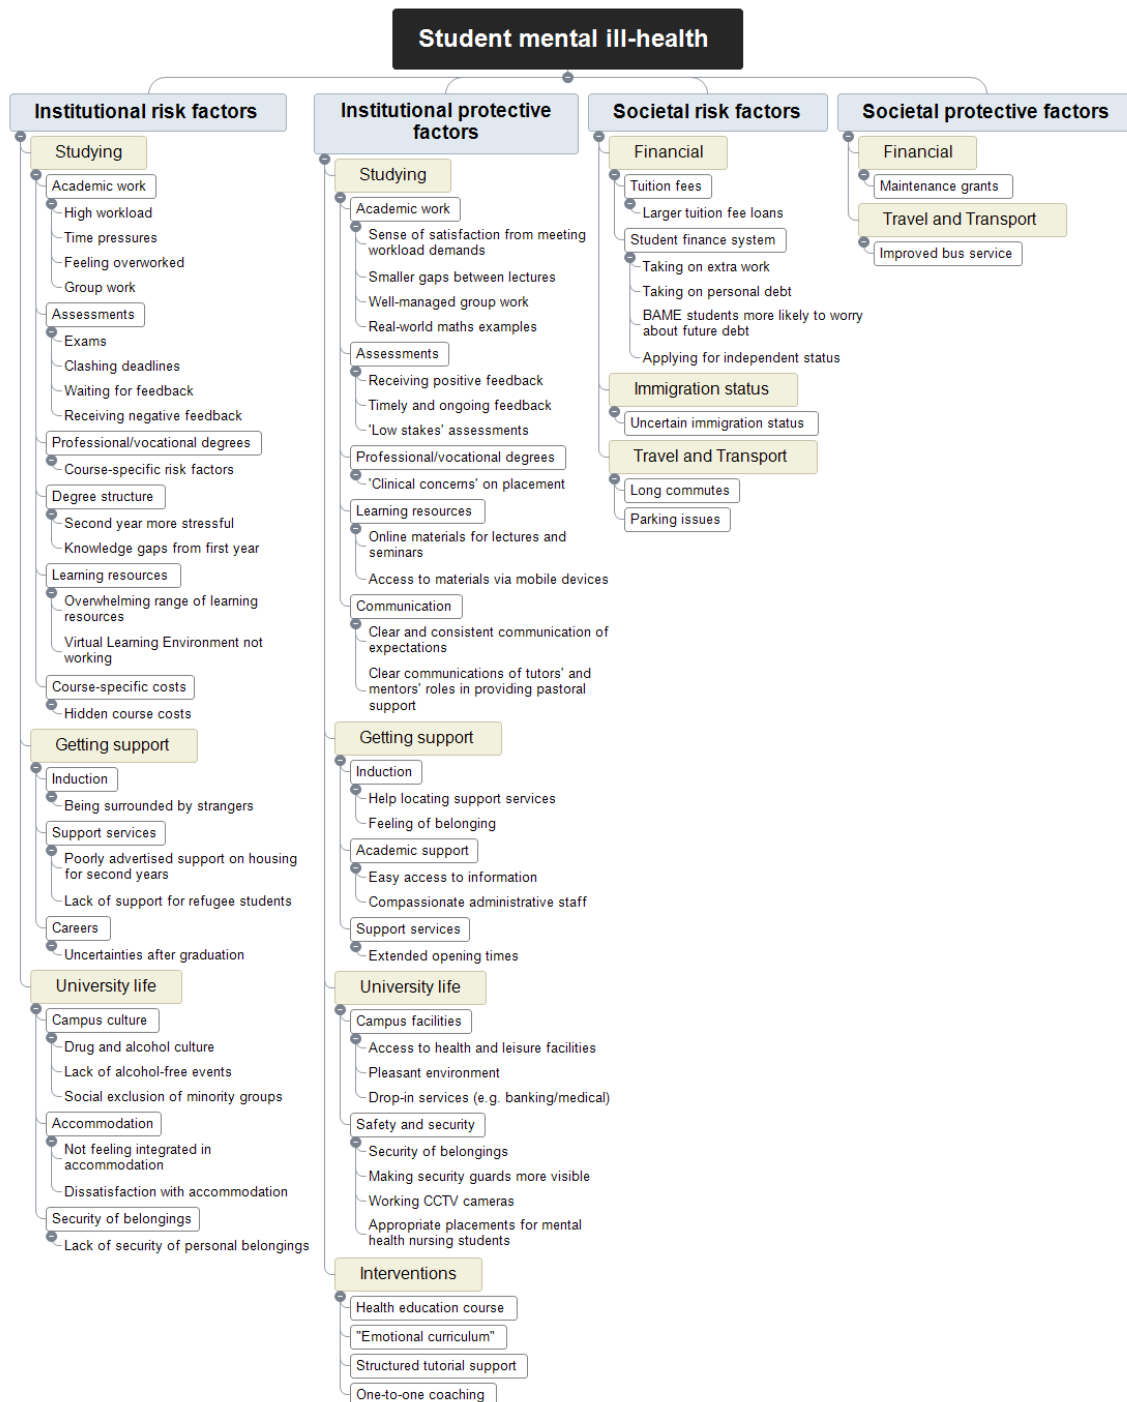 Student mental ill-health
Institutional risk factors
Studying
Academic work
High workload
Time pressures
Feeling overworked
Group work
Assessments
Exams
Clashing deadlines
Waiting for feedback
Receiving negative feedback
Professional/vocational degrees
Course-specific risk factors
Degree structure
Second year more stressful
Knowledge gaps from first year
Learning resources
Overwhelming range of learning
resources
Virtual Learning Environment not
working
Course-specific costs
Hidden course costs
Getting support
Induction
Being surrounded by strangers
Support services
Poorly advertised support on housing
for second years
Lack of support for refugee students
Careers
Uncertainties after graduation
University life
Campus culture
Drug and alcohol culture
Lack of alcohol-free events
Social exclusion of minority groups
Accommodation
Not feeling integrated in
accommodation
Dissatisfaction with accommodation
Security of belongings
Lack of security of personal belongings
Institutional protective
factors
Studying
Academic work
Sense of satisfaction from meeting
workload demands
Smaller gaps between lectures
Well-managed group work
Real-world maths examples
Assessments
Receiving positive feedback
Timely and ongoing feedback
'Low stakes' assessments
Professional/vocational degrees
'Clinical concerns' on placement
Learning resources
Online materials for lectures and
seminars
Access to materials via mobile devices
Communication
Clear and consistent communication of
expectations
Clear communications of tutors' and
mentors' roles in providing pastoral
support
Getting support
Induction
Help locating support services
Feeling of belonging
Academic support
Easy access to information
Compassionate administrative staff
Support services
Extended opening times
University life
Campus facilities
Access to health and leisure facilities
Pleasant environment
Drop-in services (e.g. banking/medical)
Safety and security
Security of belongings
Making security guards more visible
Working CCTV cameras
Appropriate placements for mental
health nursing students
Interventions
Health education course
"Emotional curriculum"
Structured tutorial support
One-to-one coaching
Societal risk factors
Financial
Tuition fees
Larger tuition fee loans
Student finance system
Taking on extra work
Taking on personal debt
BAME students more likely to worry
about future debt
Applying for independent status
Immigration status
Uncertain immigration status
Travel and Transport
Long commutes
Parking issues
Societal protective factors
Financial
Maintenance grants
Travel and Transport
Improved bus service